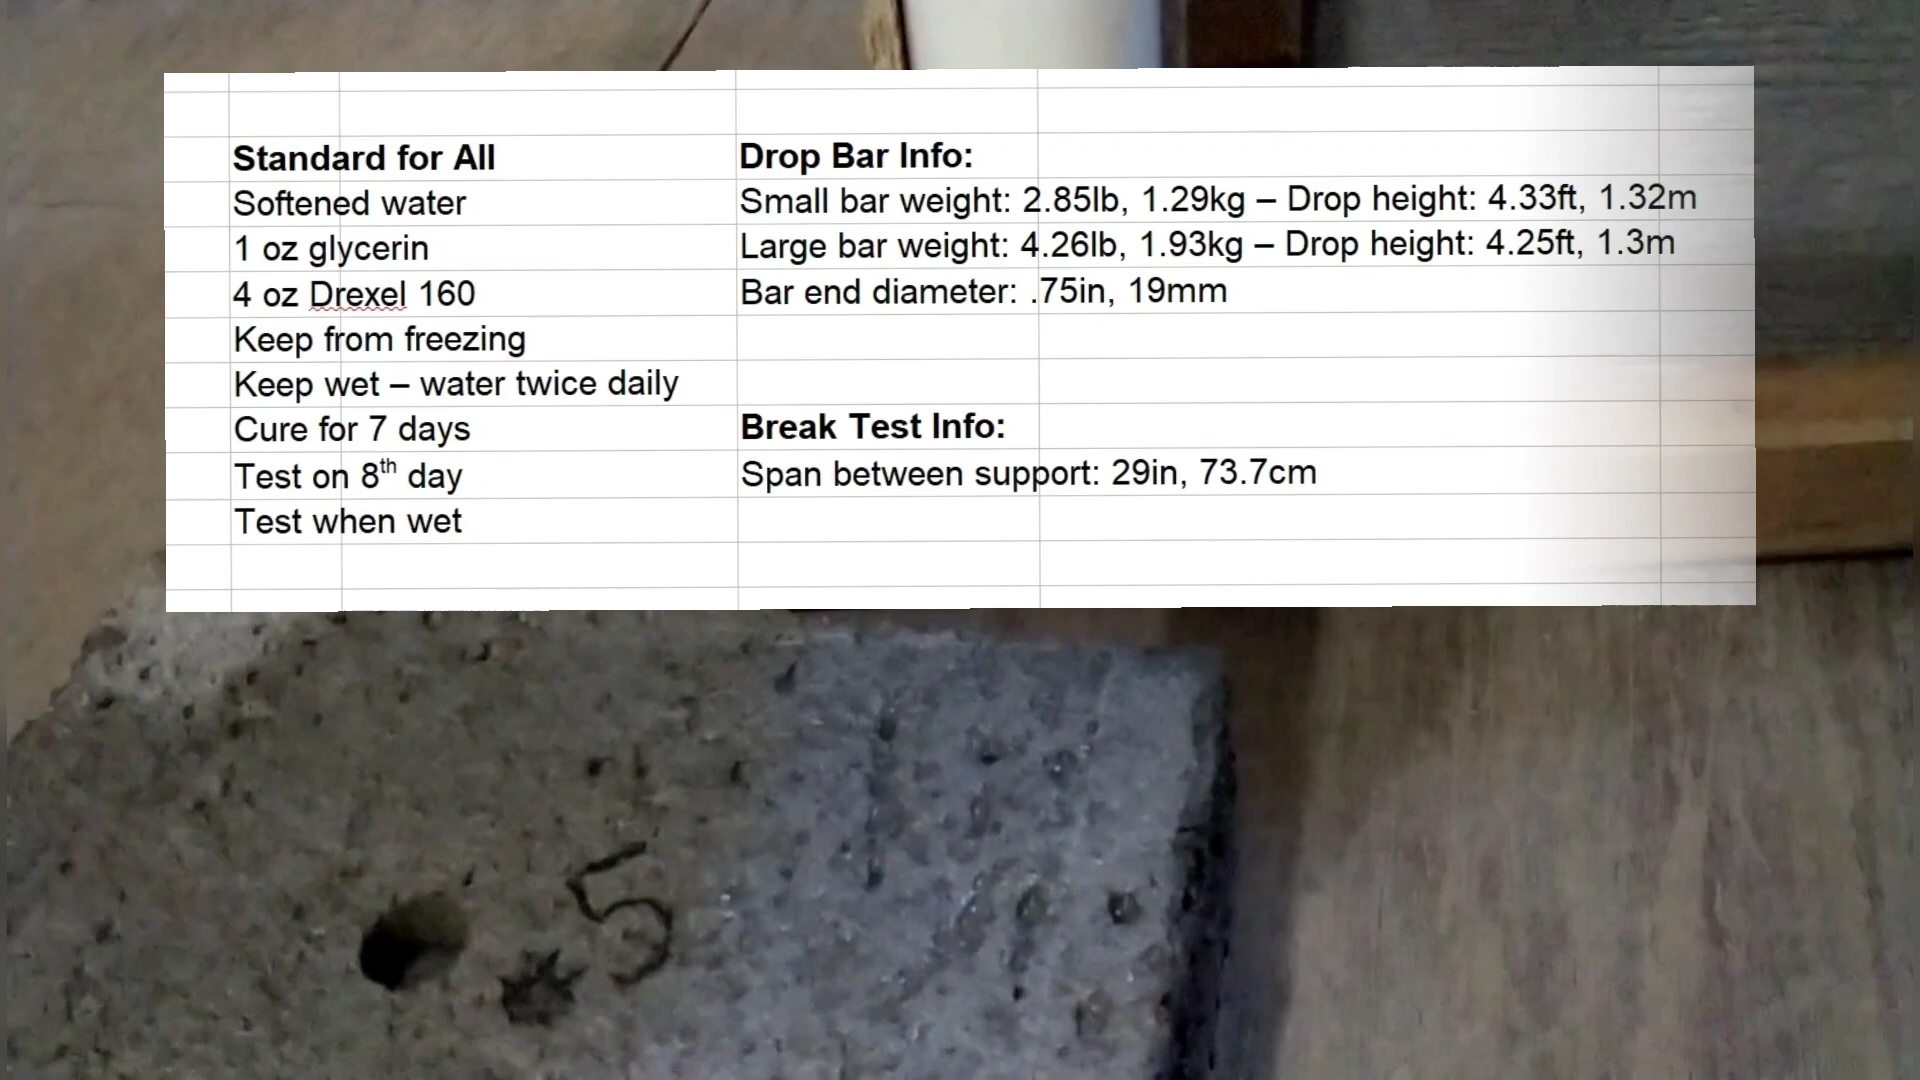 Standard for All
Softened water
1 oz glycerin
4 oz Drexel 160
Keep from freezing
Keep wet – water twice daily
Cure for 7 days
Test on 8th day
Test when wet
Drop Bar Info:
Small bar weight: 2.85lb, 1.29kg – Drop height: 4.33ft, 1.32m
Large bar weight: 4.26lb, 1.93kg – Drop height: 4.25ft, 1.3m
Bar end diameter: .75in, 19mm
Break Test Info:
Span between support: 29in, 73.7cm
.5